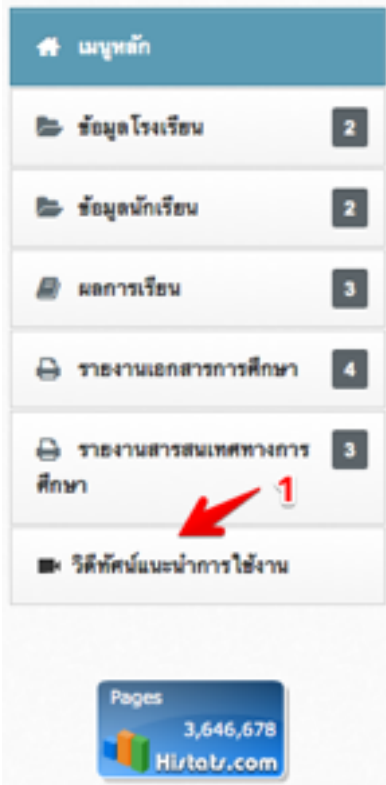 เมนูหลัก
ข้อมูลโรงเรียน 2
ข้อมูลนักเรียน 2
ผลการเรียน 3
รายงานเอกสารการศึกษา 4
รายงานสารสนเทศทางการ 3
ศึกษา
1
วิดีทัศน์แนะนำการใช้งาน
Pages
3,646,678
Histats.com